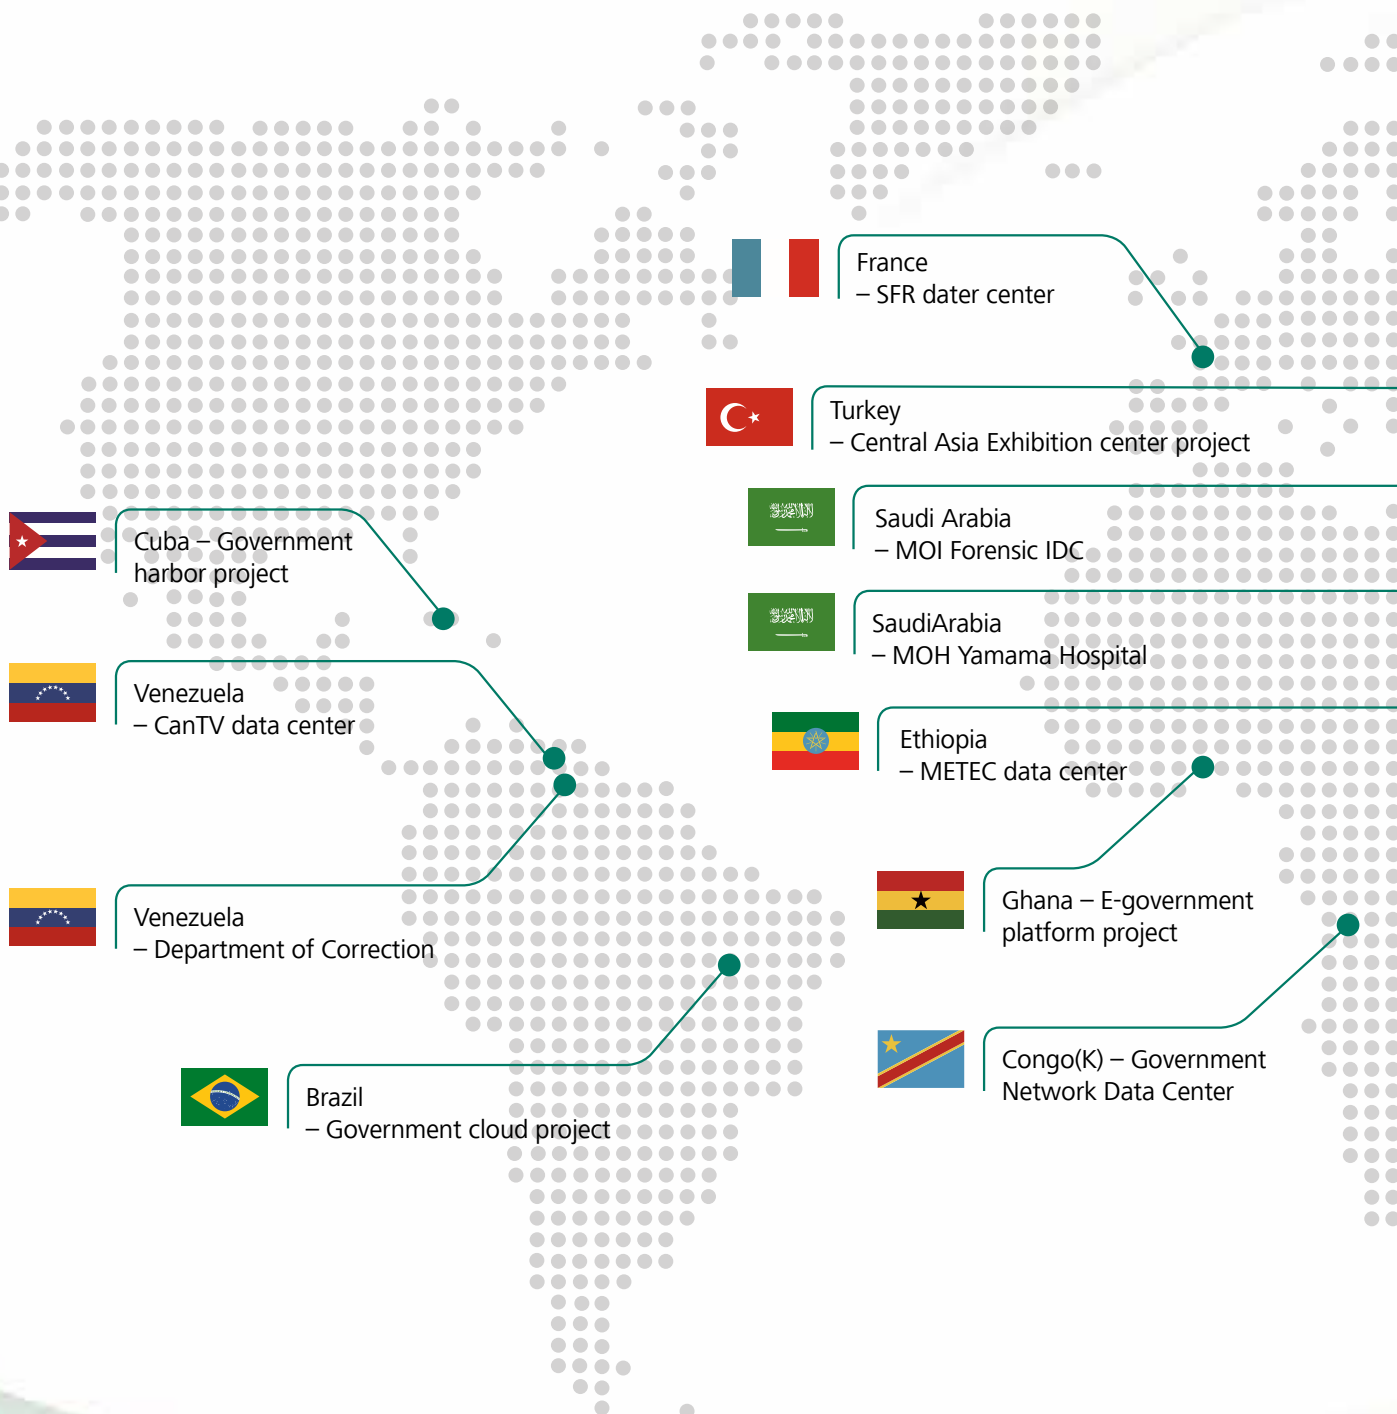 France
– SFR dater center
Turkey
– Central Asia Exhibition center project
Saudi Arabia
– MOI Forensic IDC
Cuba – Government
harbor project
SaudiArabia
– MOH Yamama Hospital
Venezuela
– CanTV data center
Ethiopia
– METEC data center
Ghana – E-government
platform project
Venezuela
– Department of Correction
Congo(K) – Government
Network Data Center
Brazil
– Government cloud project